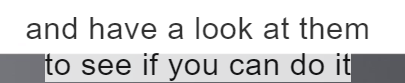 and have a look at them
to see if you can do it